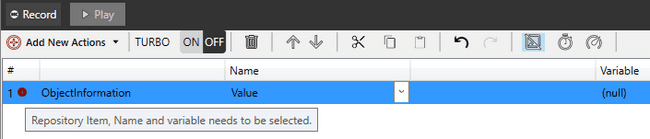 Record Play
Add New Actions TURBO ON OFF
# Name Variable
1 ObjectInformation Value (null)
Repository Item, Name and variable needs to be selected.